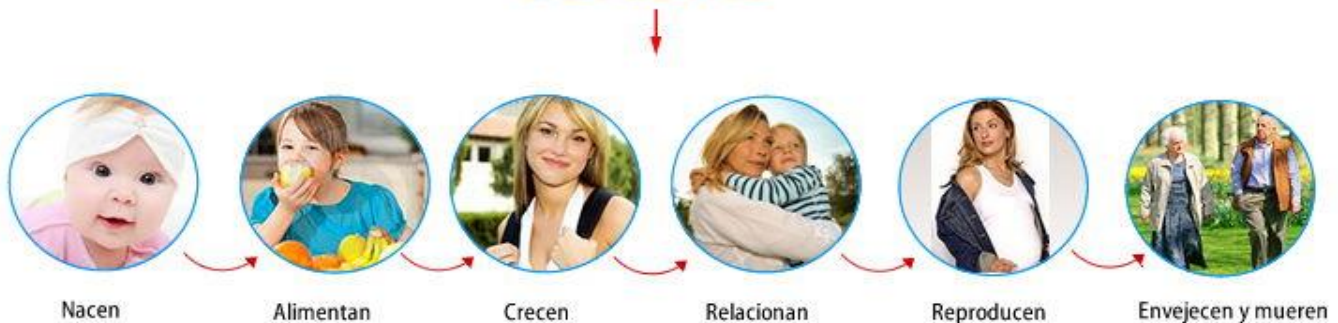 Nacen
Alimentan
Crecen
Relacionan
Reproducen
Envejecen y mueren